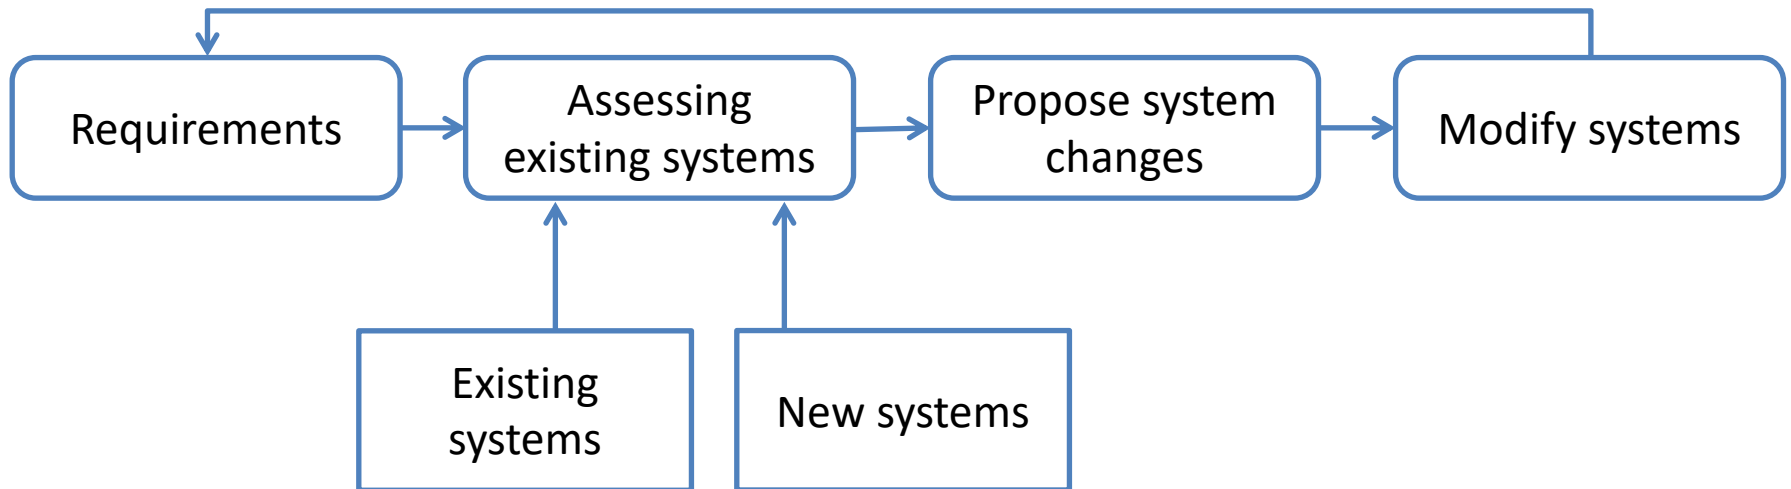 Requirements
Assessing
existing systems
Propose system
changes
Modify systems
Existing
systems
New systems